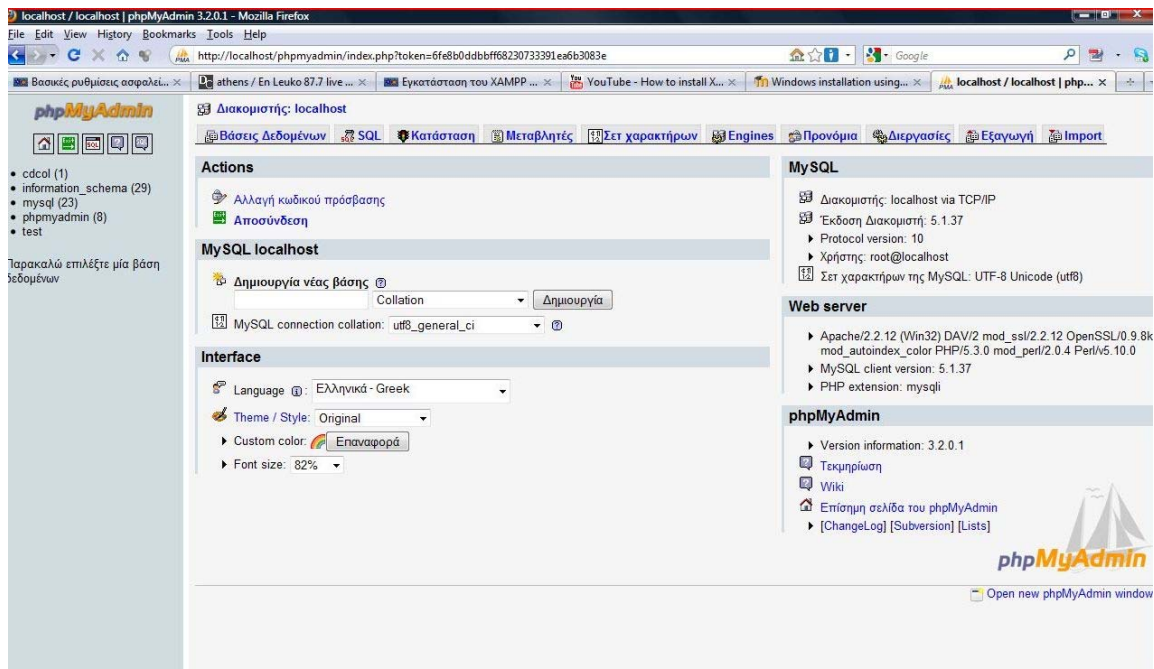 localhost / localhost | phpMyAdmin 3.2.0.1 - Mozilla Firefox
File Edit View History Bookmarks Tools Help
http://localhost/phpmyadmin/index.php?token=6fe8b0ddbbfff68230733391ea6b3083e
Google
Βασικές ρυθμίσεις ασφαλεί...
athens / En Leuko 87.7 live ...
Εγκατάσταση του XAMPP ...
YouTube - How to install X...
Windows installation using...
localhost / localhost | php...
phpMyAdmin
cdcol (1)
information_schema (29)
mysql (23)
phpmyadmin (8)
test
Παρακαλώ επιλέξτε μία βάση
δεδομένων
Διακομιστής: localhost
Βάσεις Δεδομένων SQL Κατάσταση Μεταβλητές Σετ χαρακτήρων Engines Προνόμια Διεργασίες Εξαγωγή Import
Actions
Αλλαγή κωδικού πρόσβασης
Αποσύνδεση
MySQL localhost
Δημιουργία νέας βάσης
Collation Δημιουργία
MySQL connection collation: utf8_general_ci
Interface
Language: Ελληνικά - Greek
Theme / Style: Original
Custom color: Επαναφορά
Font size: 82%
MySQL
Διακομιστής: localhost via TCP/IP
Έκδοση Διακομιστή: 5.1.37
Protocol version: 10
Χρήστης: root@localhost
Σετ χαρακτήρων της MySQL: UTF-8 Unicode (utf8)
Web server
Apache/2.2.12 (Win32) DAV/2 mod_ssl/2.2.12 OpenSSL/0.9.8k
mod_autoindex_color PHP/5.3.0 mod_perl/2.0.4 Perl/v5.10.0
MySQL client version: 5.1.37
PHP extension: mysqli
phpMyAdmin
Version information: 3.2.0.1
Τεκμηρίωση
Wiki
Επίσημη σελίδα του phpMyAdmin
[ChangeLog] [Subversion] [Lists]
phpMyAdmin
Open new phpMyAdmin window